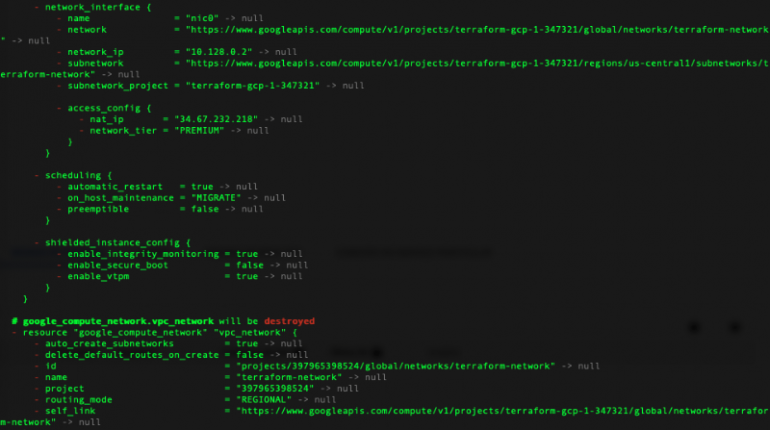 - network_interface {
- name = "nic0" -> null
- network = "https://www.googleapis.com/compute/v1/projects/terraform-gcp-1-347321/global/networks/terraform-network
" -> null
- network_ip = "10.128.0.2" -> null
- subnetwork = "https://www.googleapis.com/compute/v1/projects/terraform-gcp-1-347321/regions/us-central1/subnetworks/t
erraform-network" -> null
- subnetwork_project = "terraform-gcp-1-347321" -> null
- access_config {
- nat_ip = "34.67.232.218" -> null
- network_tier = "PREMIUM" -> null
}
}
- scheduling {
- automatic_restart = true -> null
- on_host_maintenance = "MIGRATE" -> null
- preemptible = false -> null
}
- shielded_instance_config {
- enable_integrity_monitoring = true -> null
- enable_secure_boot = false -> null
- enable_vtpm = true -> null
}
}
# google_compute_network.vpc_network will be destroyed
- resource "google_compute_network" "vpc_network" {
- auto_create_subnetworks = true -> null
- delete_default_routes_on_create = false -> null
- id = "projects/397965398524/global/networks/terraform-network" -> null
- name = "terraform-network" -> null
- project = "397965398524" -> null
- routing_mode = "REGIONAL" -> null
- self_link = "https://www.googleapis.com/compute/v1/projects/terraform-gcp-1-347321/global/networks/terrafor
m-network" -> null